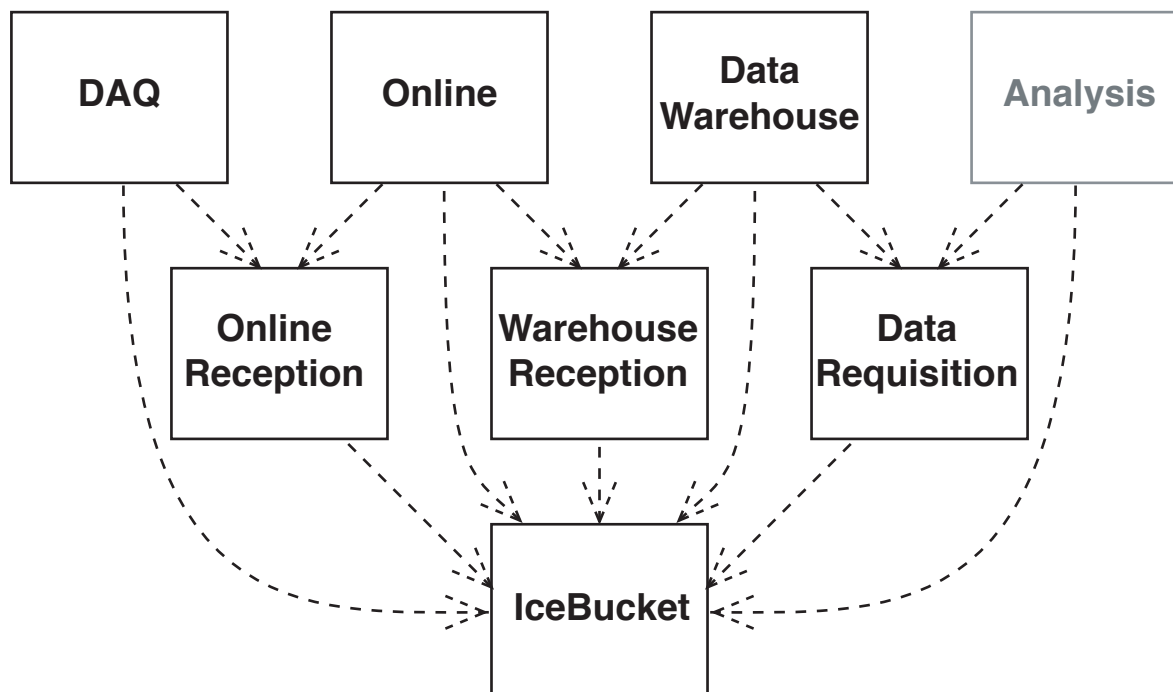 DAQ
Online
Data
Warehouse
Analysis
Online
Reception
Warehouse
Reception
Data
Requisition
IceBucket